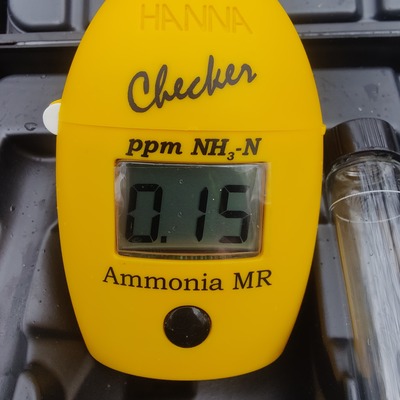 HANNA
Checker
ppm NH₃-N
0.15
Ammonia MR